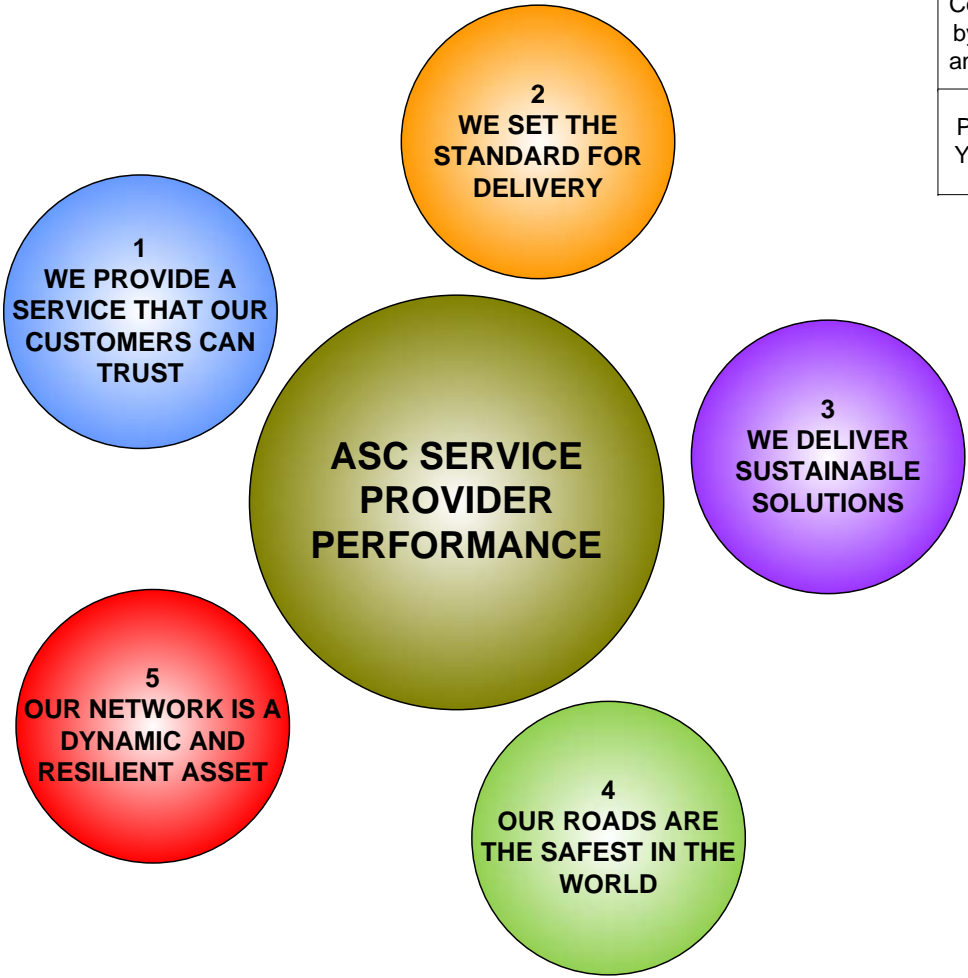 2
WE SET THE
STANDARD FOR
DELIVERY
1
WE PROVIDE A
SERVICE THAT OUR
CUSTOMERS CAN
TRUST
ASC SERVICE
PROVIDER
PERFORMANCE
3
WE DELIVER
SUSTAINABLE
SOLUTIONS
5
OUR NETWORK IS A
DYNAMIC AND
RESILIENT ASSET
4
OUR ROADS ARE
THE SAFEST IN THE
WORLD